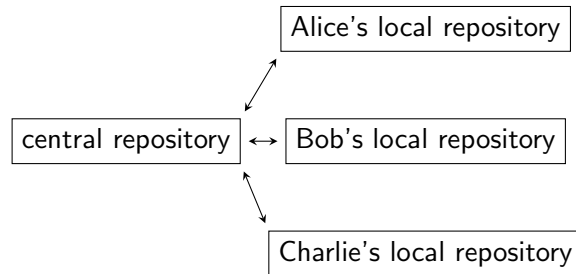 Alice's local repository
central repository
Bob's local repository
Charlie's local repository